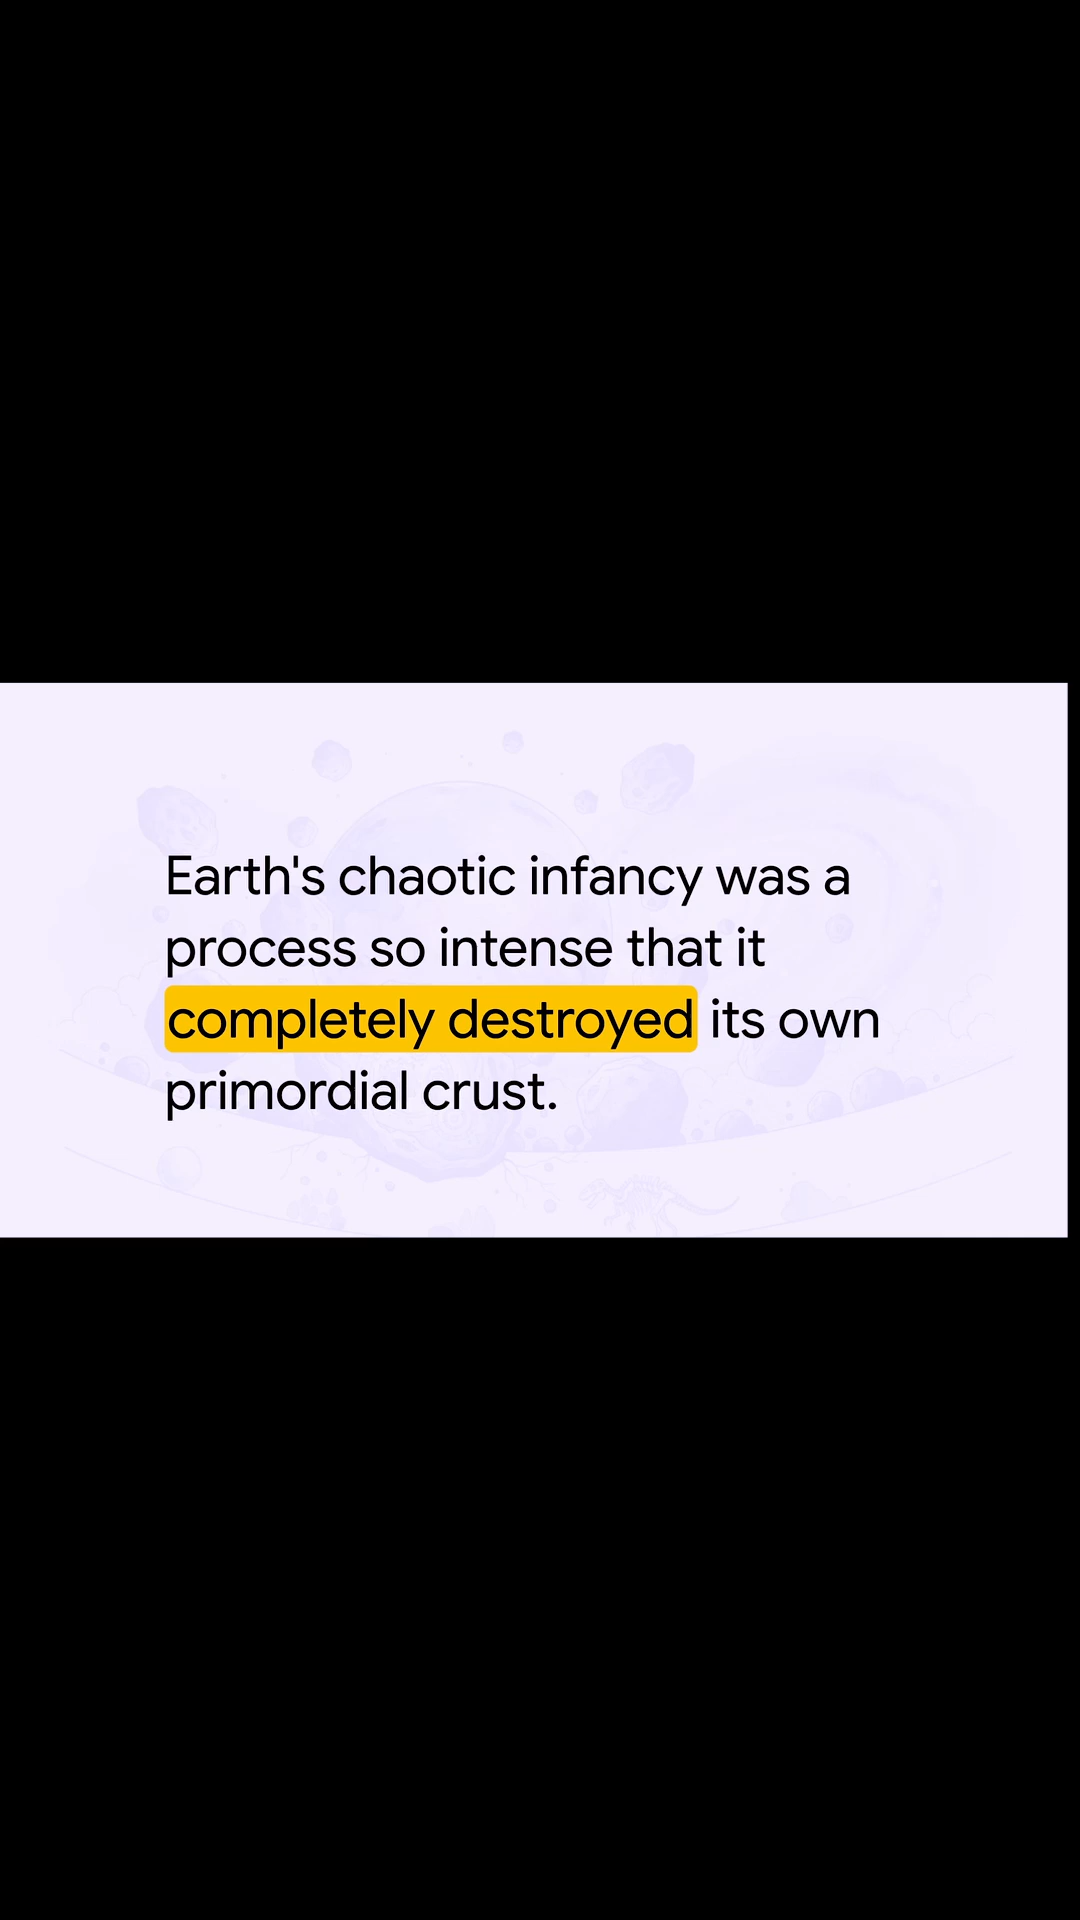 Earth's chaotic infancy was a
process so intense that it
completely destroyed its own
primordial crust.